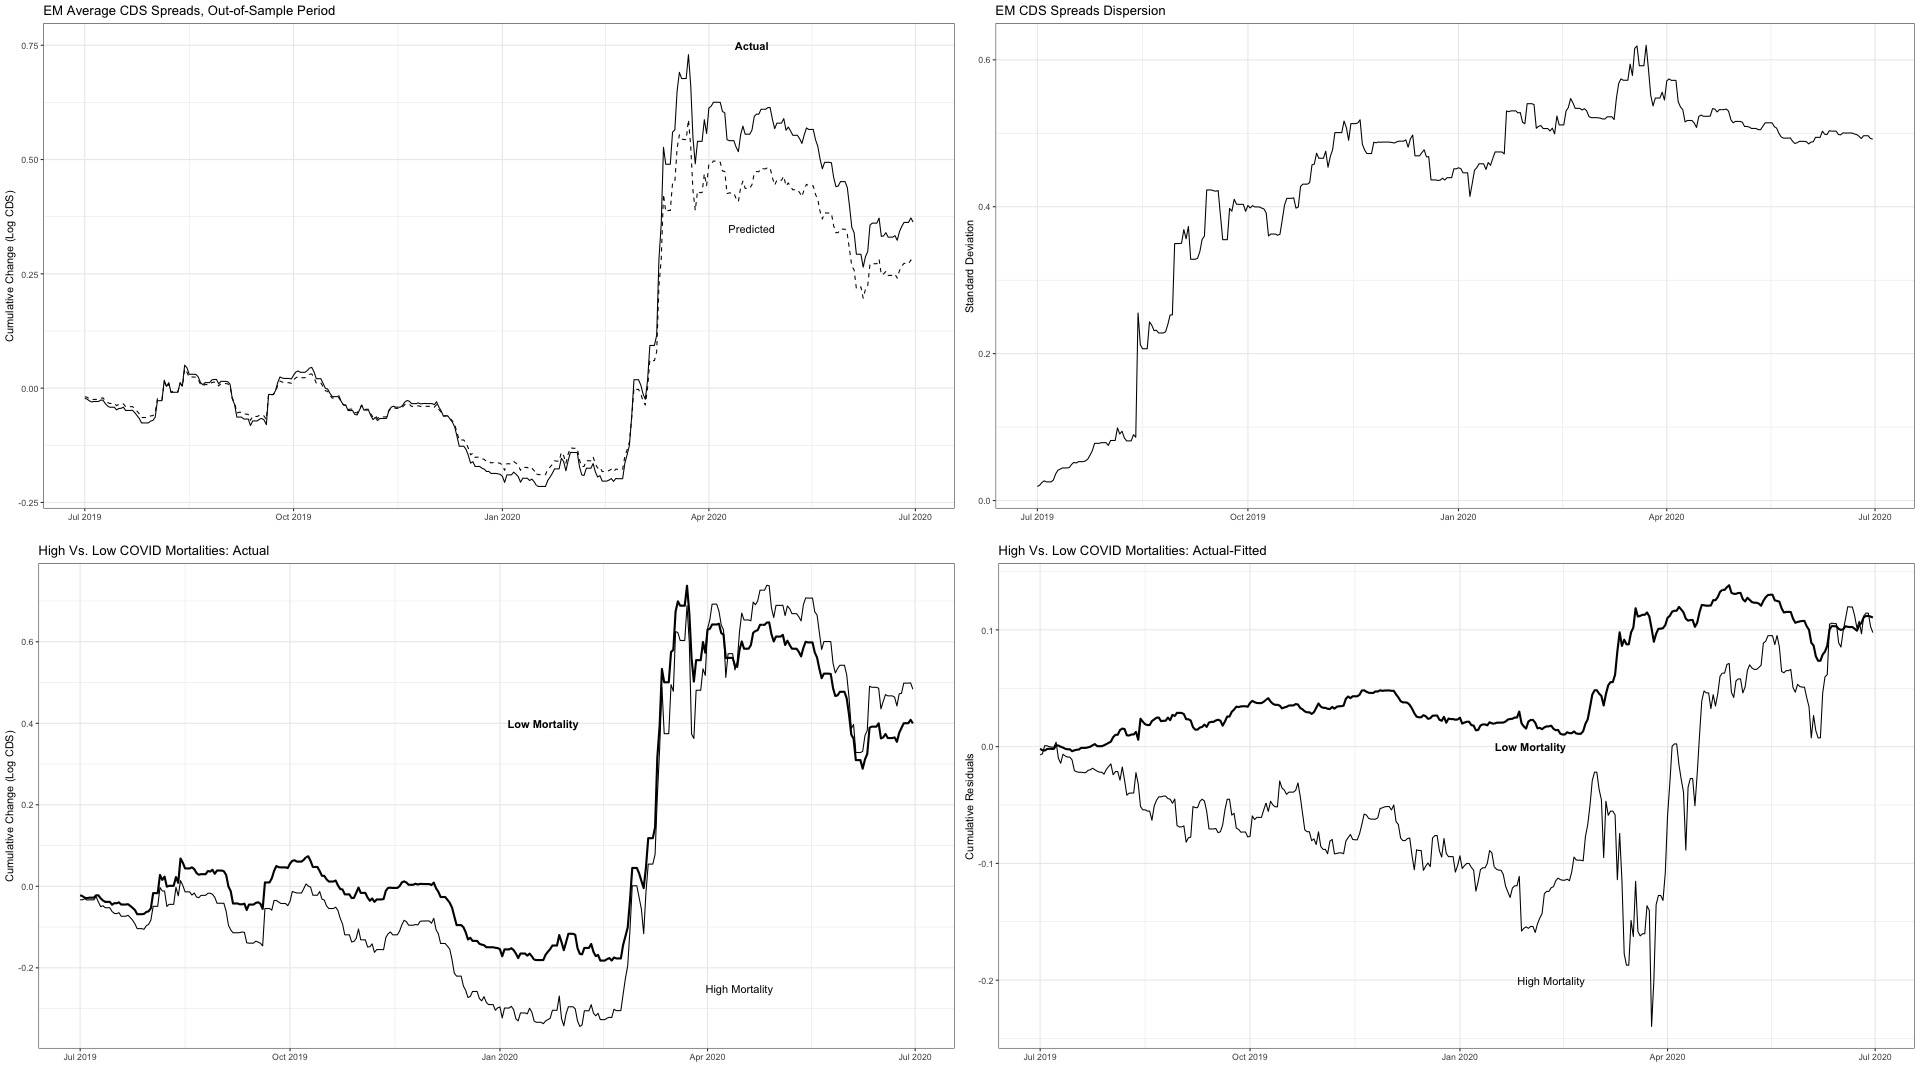 EM Average CDS Spreads, Out-of-Sample Period
Cumulative Change (Log CDS)
0.75
0.50
0.25
0.00
-0.25
Actual
Predicted
Jul 2019
Oct 2019
Jan 2020
Apr 2020
Jul 2020
EM CDS Spreads Dispersion
Standard Deviation
0.6
0.4
0.2
0.0
Jul 2019
Oct 2019
Jan 2020
Apr 2020
Jul 2020
High Vs. Low COVID Mortalities: Actual
Cumulative Change (Log CDS)
0.6
0.4
0.2
0.0
-0.2
Low Mortality
High Mortality
Jul 2019
Oct 2019
Jan 2020
Apr 2020
Jul 2020
High Vs. Low COVID Mortalities: Actual-Fitted
Cumulative Residuals
0.1
0.0
-0.1
-0.2
Low Mortality
High Mortality
Jul 2019
Oct 2019
Jan 2020
Apr 2020
Jul 2020